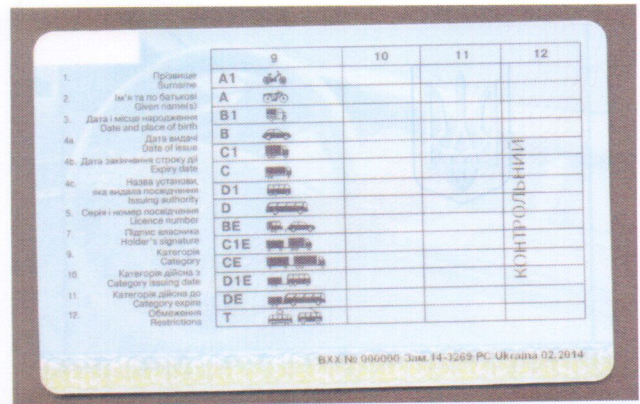 9 10 11 12
1. Прізвище
Surname
2. Ім'я та по батькові
Given name(s)
3. Дата і місце народження
Date and place of birth
4a. Дата видачі
Date of issue
4b. Дата закінчення строку дії
Expiry date
4c. Назва установи,
яка видала посвідчення
Issuing authority
5. Серія і номер посвідчення
Licence number
7. Підпис власника
Holder's signature
9. Категорія
Category
10. Категорія дійсна з
Category issuing date
11. Категорія дійсна до
Category expire
12. Обмеження
Restrictions
A1
A
B1
B
C1
C
D1
D
BE
C1E
CE
D1E
DE
T
КОНТРОЛЬНИЙ
ВХХ № 000000 Зам.14-3269 РС Ukraina 02.2014